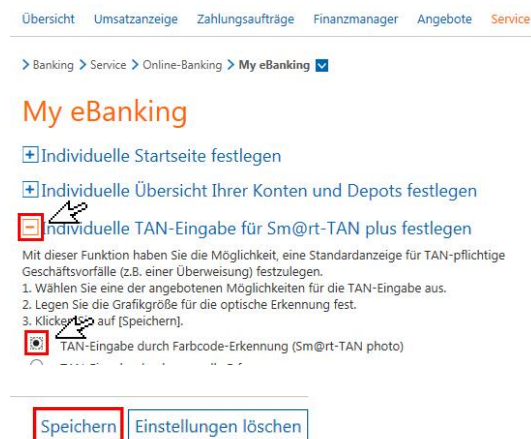 Übersicht Umsatzanzeige Zahlungsaufträge Finanzmanager Angebote Service
Banking > Service > Online-Banking > My eBanking
My eBanking
Individuelle Startseite festlegen
Individuelle Übersicht Ihrer Konten und Depots festlegen
Individuelle TAN-Eingabe für Sm@rt-TAN plus festlegen
Mit dieser Funktion haben Sie die Möglichkeit, eine Standardanzeige für TAN-pflichtige
Geschäftsvorfälle (z.B. einer Überweisung) festzulegen.
1. Wählen Sie eine der angebotenen Möglichkeiten für die TAN-Eingabe aus.
2. Legen Sie die Grafikgröße für die optische Erkennung fest.
3. Klicken Sie auf [Speichern].
TAN-Eingabe durch Farbcode-Erkennung (Sm@rt-TAN photo)
Speichern Einstellungen löschen